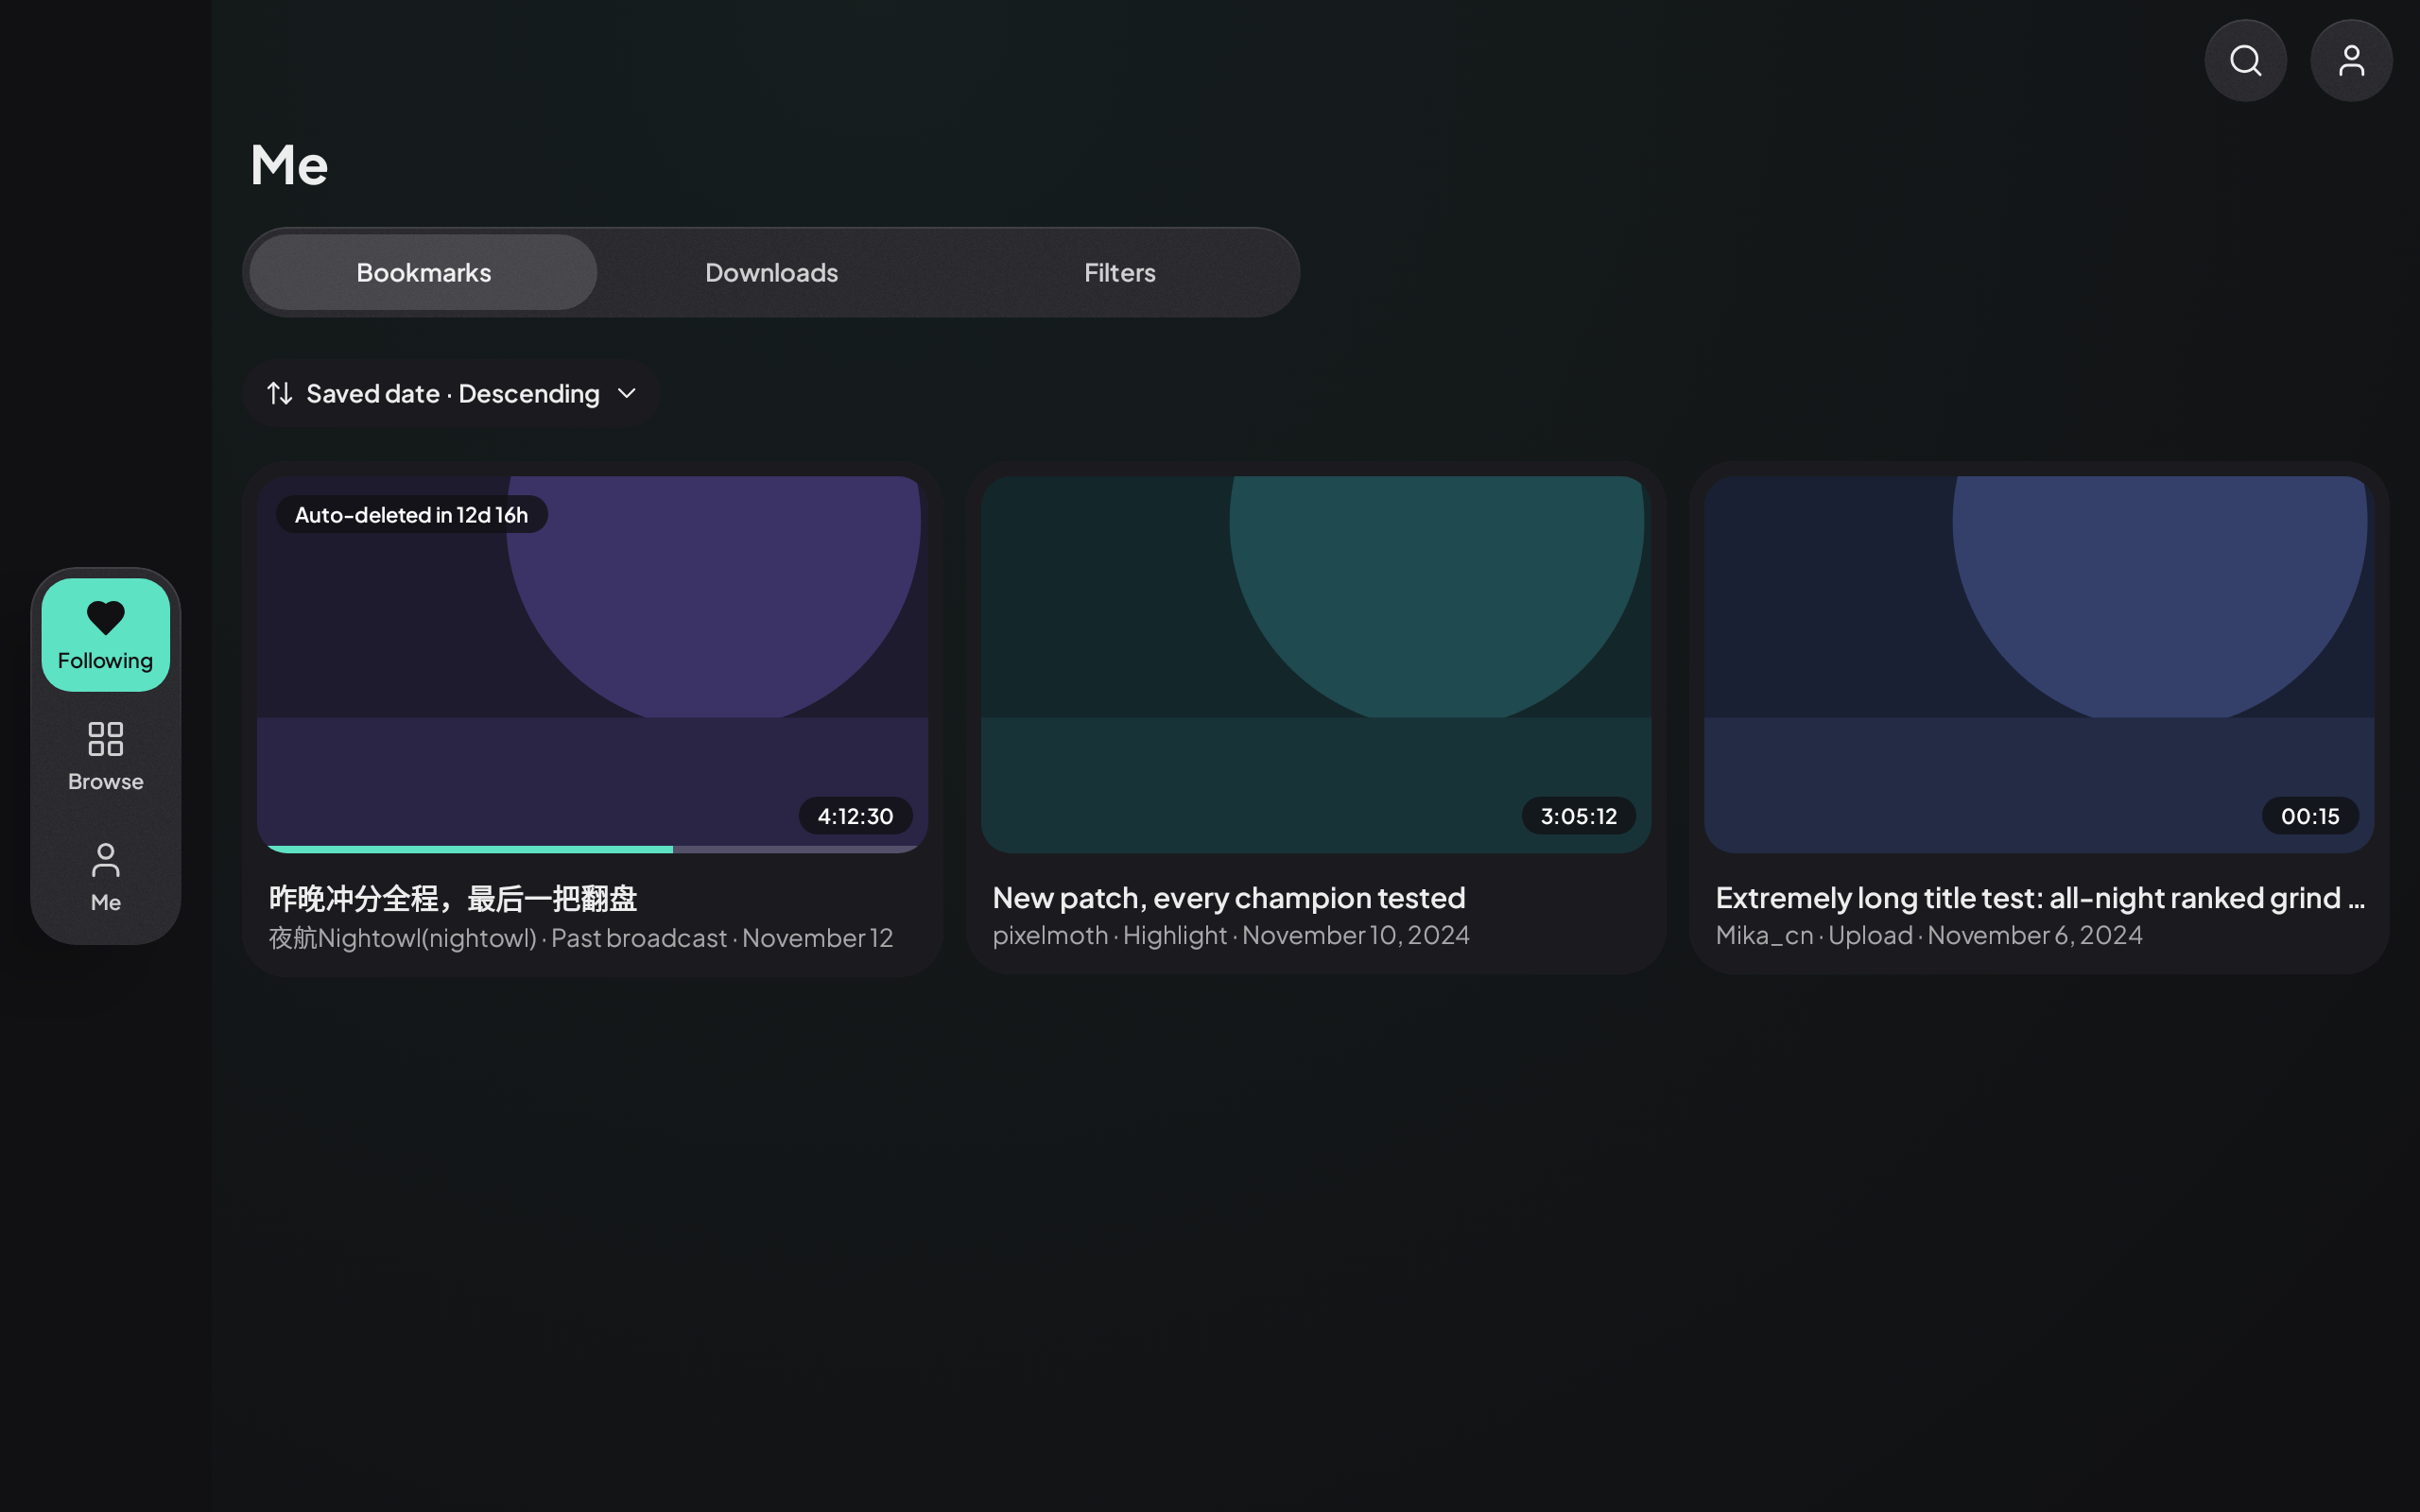 Me
Bookmarks
Downloads
Filters
Saved date · Descending
Auto-deleted in 12d 16h
4:12:30
昨晚冲分全程，最后一把翻盘
夜航Nightowl(nightowl) · Past broadcast · November 12
3:05:12
New patch, every champion tested
pixelmoth · Highlight · November 10, 2024
00:15
Extremely long title test: all-night ranked grind ...
Mika_cn · Upload · November 6, 2024
Following
Browse
Me